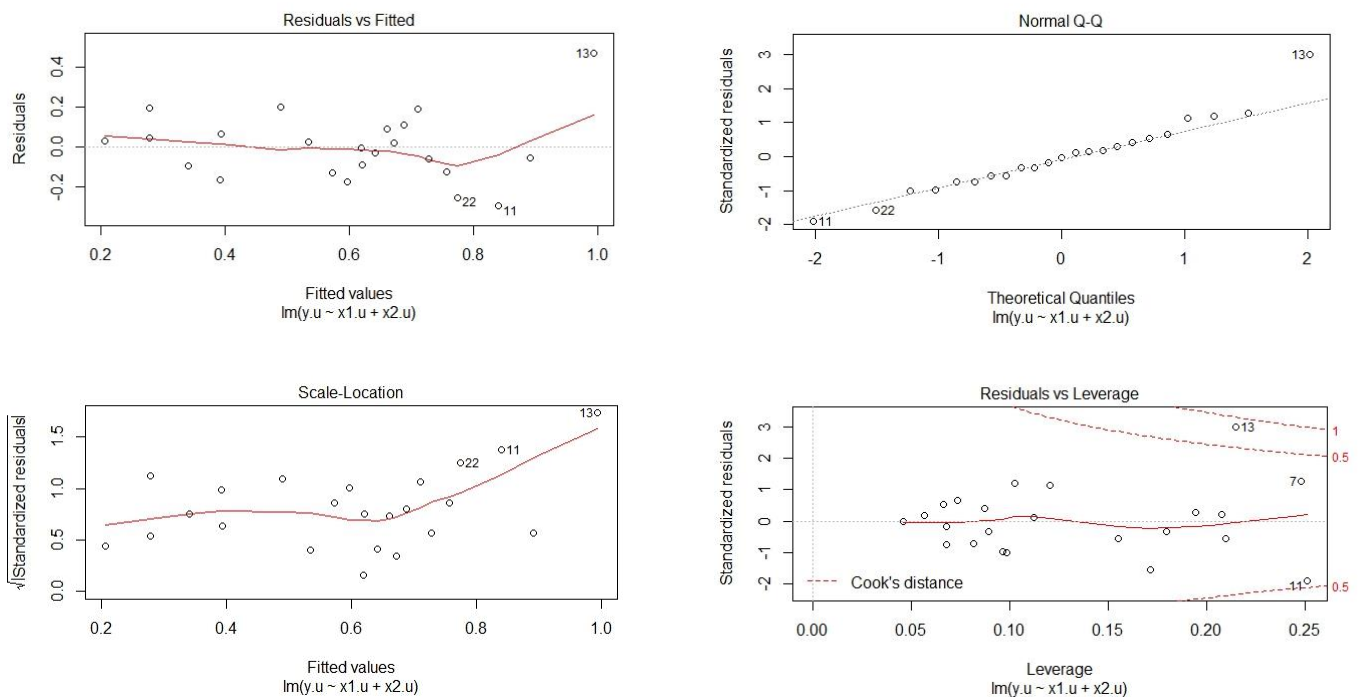 Residuals vs Fitted
Residuals
0.4
0.2
0.0
-0.2
13
22
11
0.2 0.4 0.6 0.8 1.0
Fitted values
lm(y.u ~ x1.u + x2.u)
Normal Q-Q
Standardized residuals
3
2
1
0
-1
-2
13
22
11
-2 -1 0 1 2
Theoretical Quantiles
lm(y.u ~ x1.u + x2.u)
Scale-Location
√|Standardized residuals|
1.5
1.0
0.5
0.0
13
11
22
0.2 0.4 0.6 0.8 1.0
Fitted values
lm(y.u ~ x1.u + x2.u)
Residuals vs Leverage
Standardized residuals
3
2
1
0
-1
-2
13
1
0.5
7
11
0.5
Cook's distance
0.00 0.05 0.10 0.15 0.20 0.25
Leverage
lm(y.u ~ x1.u + x2.u)